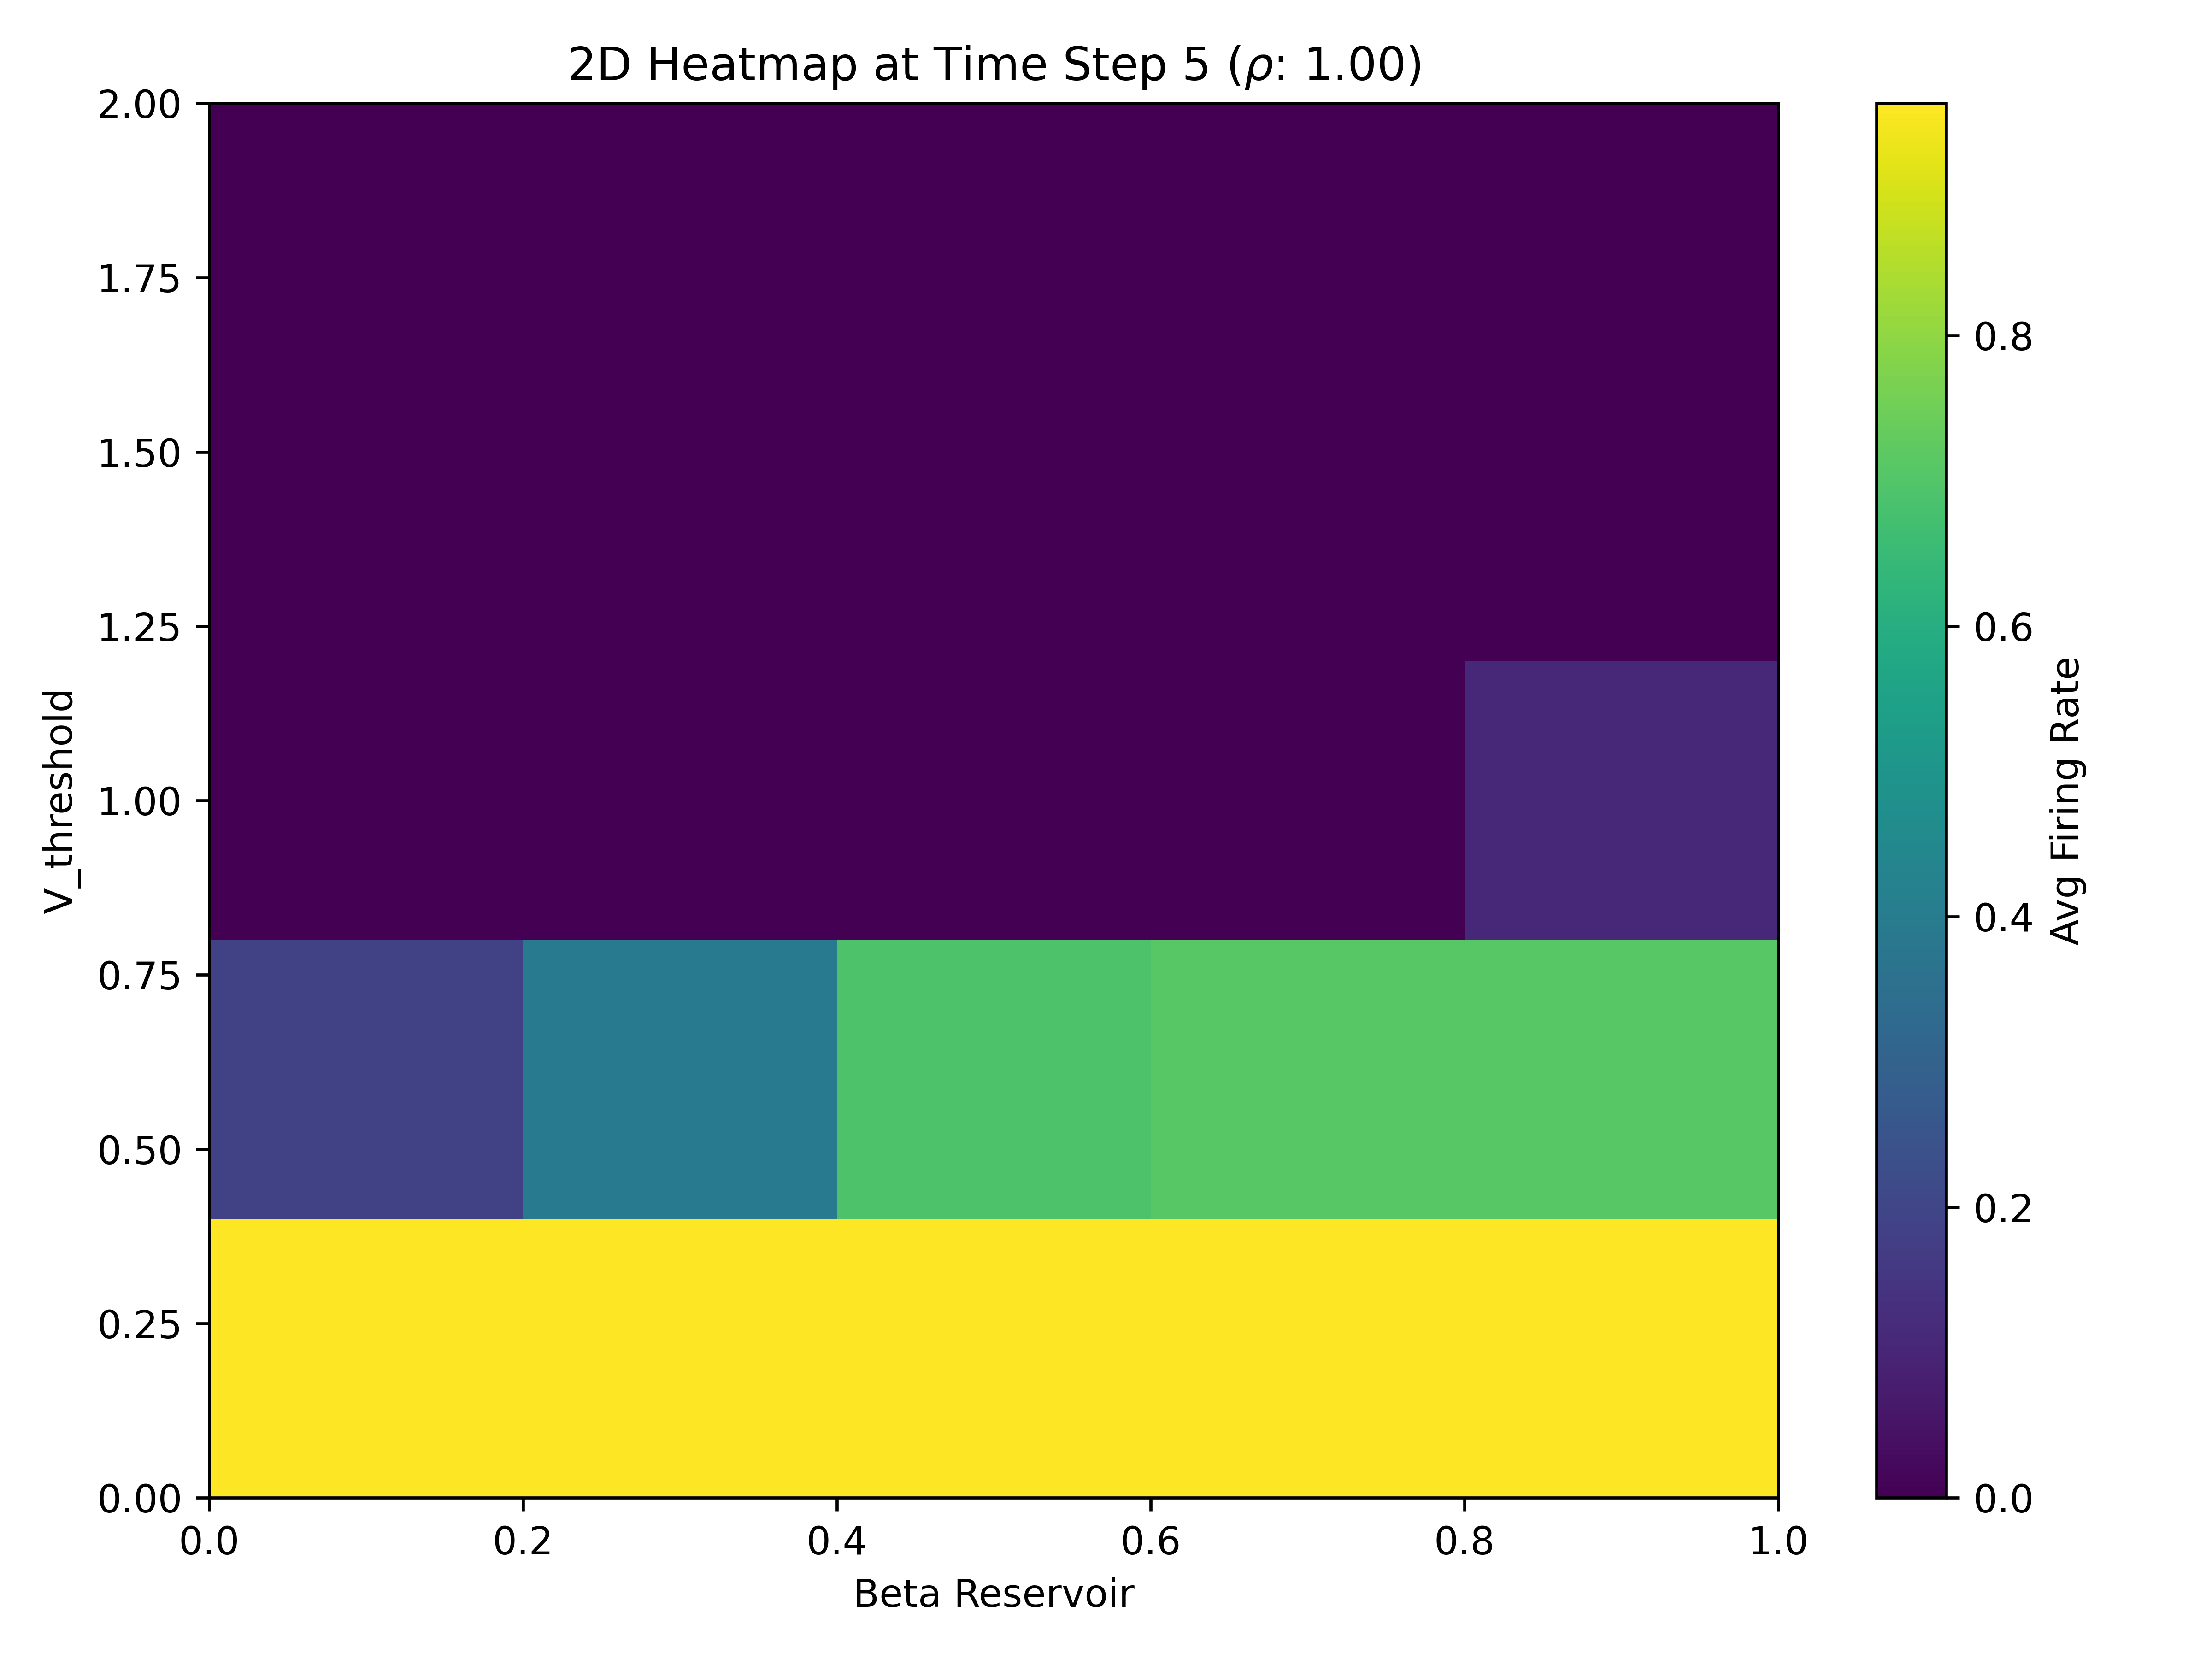 2D Heatmap at Time Step 5 (ρ: 1.00)
2.00
1.75
1.50
1.25
1.00
0.75
0.50
0.25
0.00
V_threshold
0.0 0.2 0.4 0.6 0.8 1.0
Beta Reservoir
0.8
0.6
0.4
0.2
0.0
Avg Firing Rate